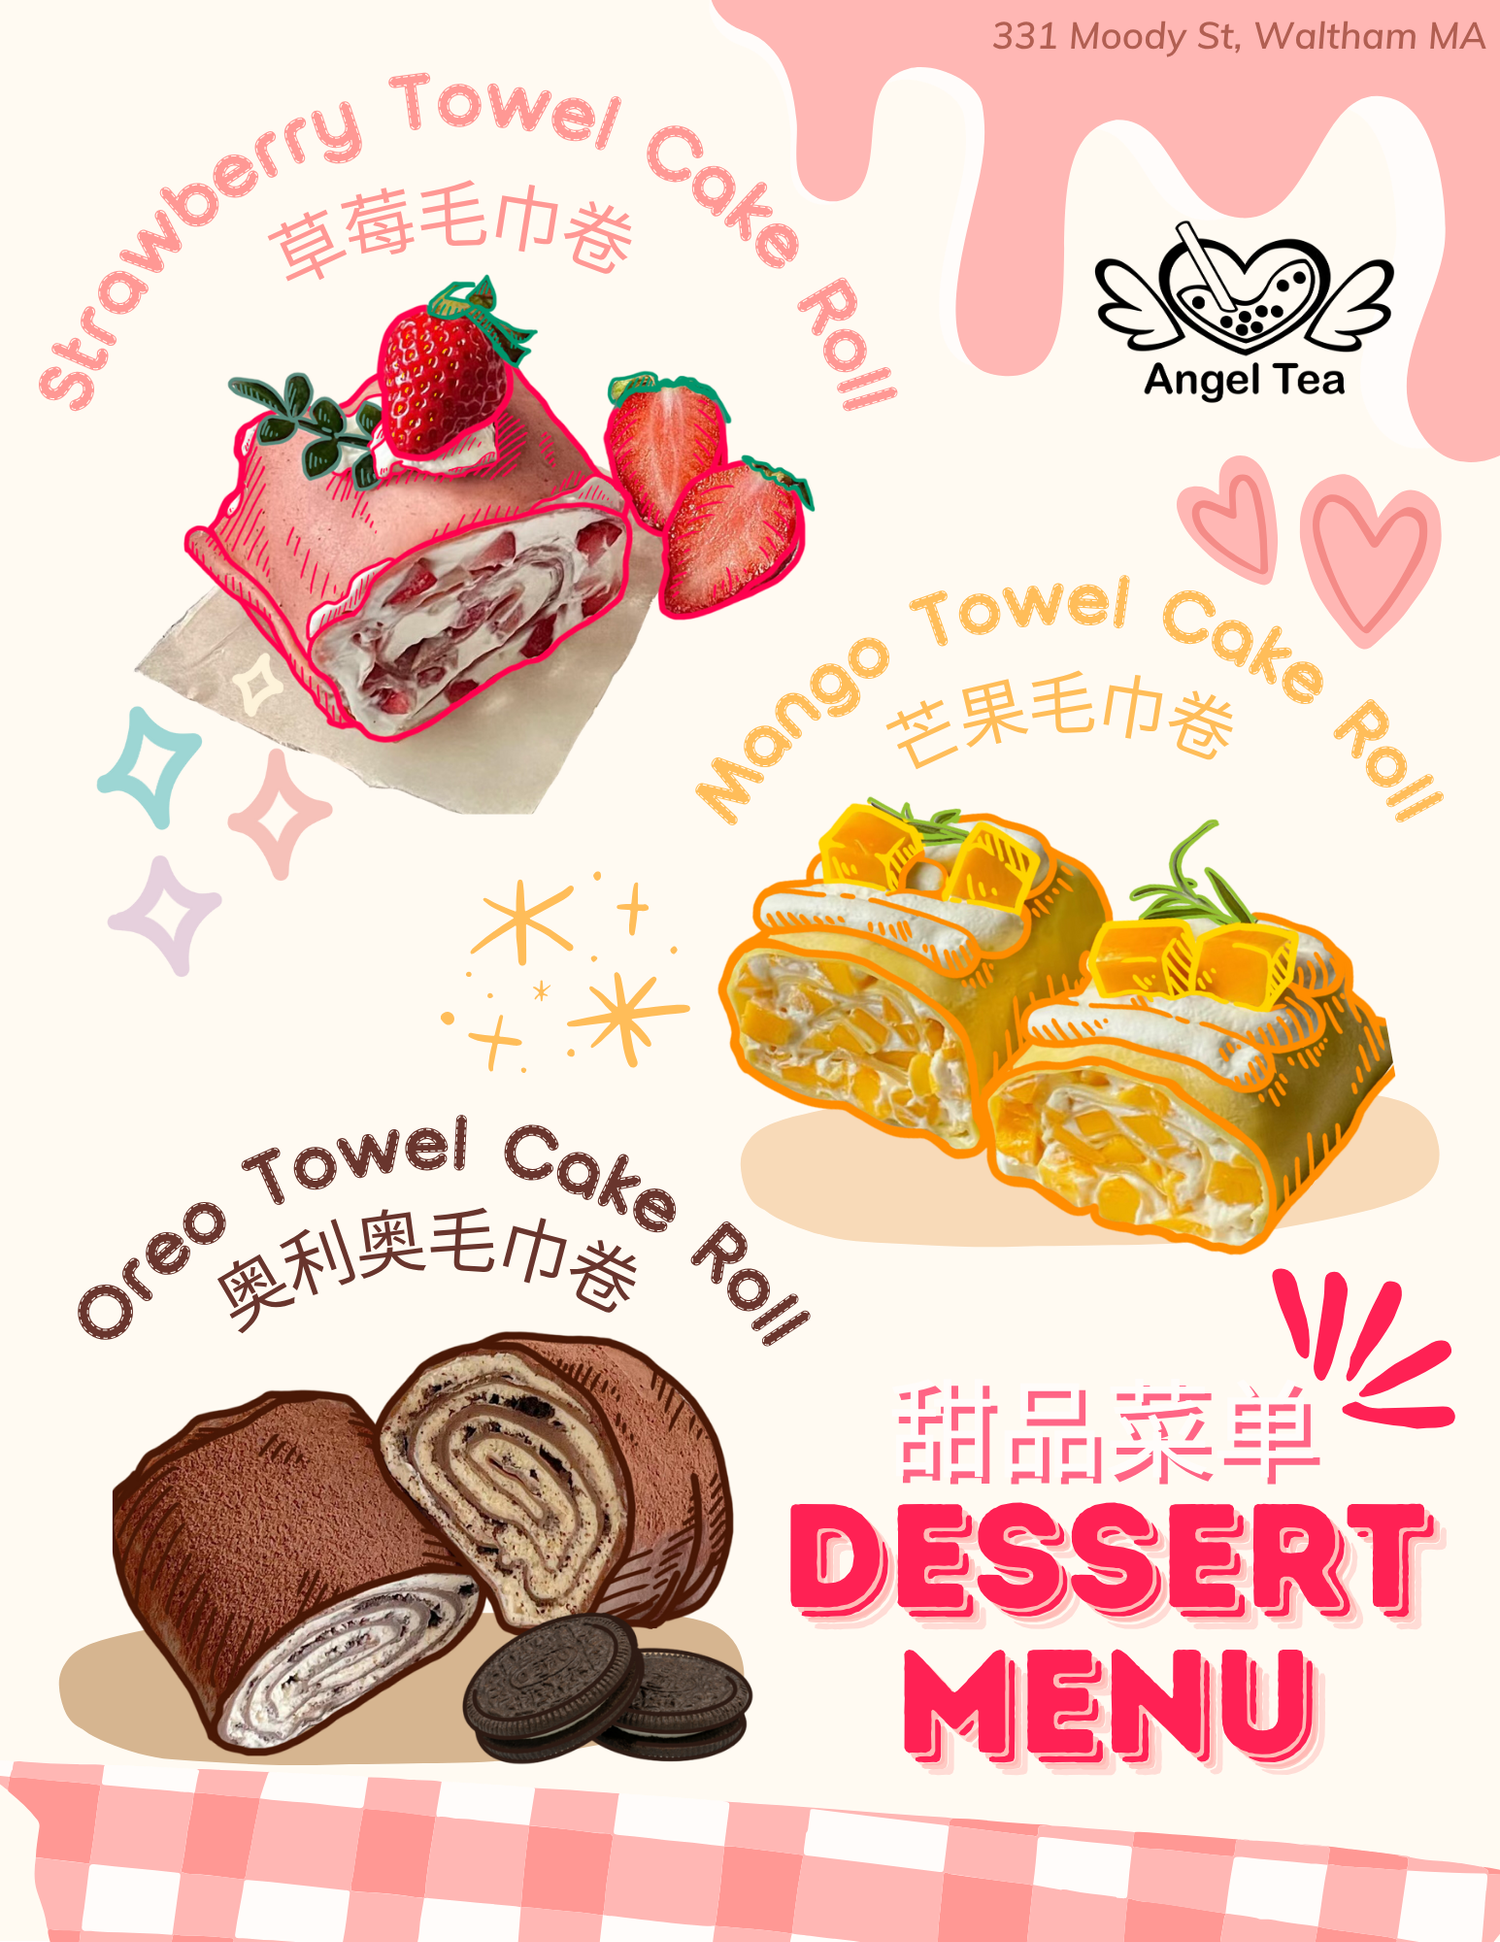 331 Moody St, Waltham MA
Strawberry Towel Cake Roll
草莓毛巾卷
Angel Tea
Mango Towel Cake Roll
芒果毛巾卷
Oreo Towel Cake Roll
奥利奥毛巾卷
甜品菜单
DESSERT
MENU